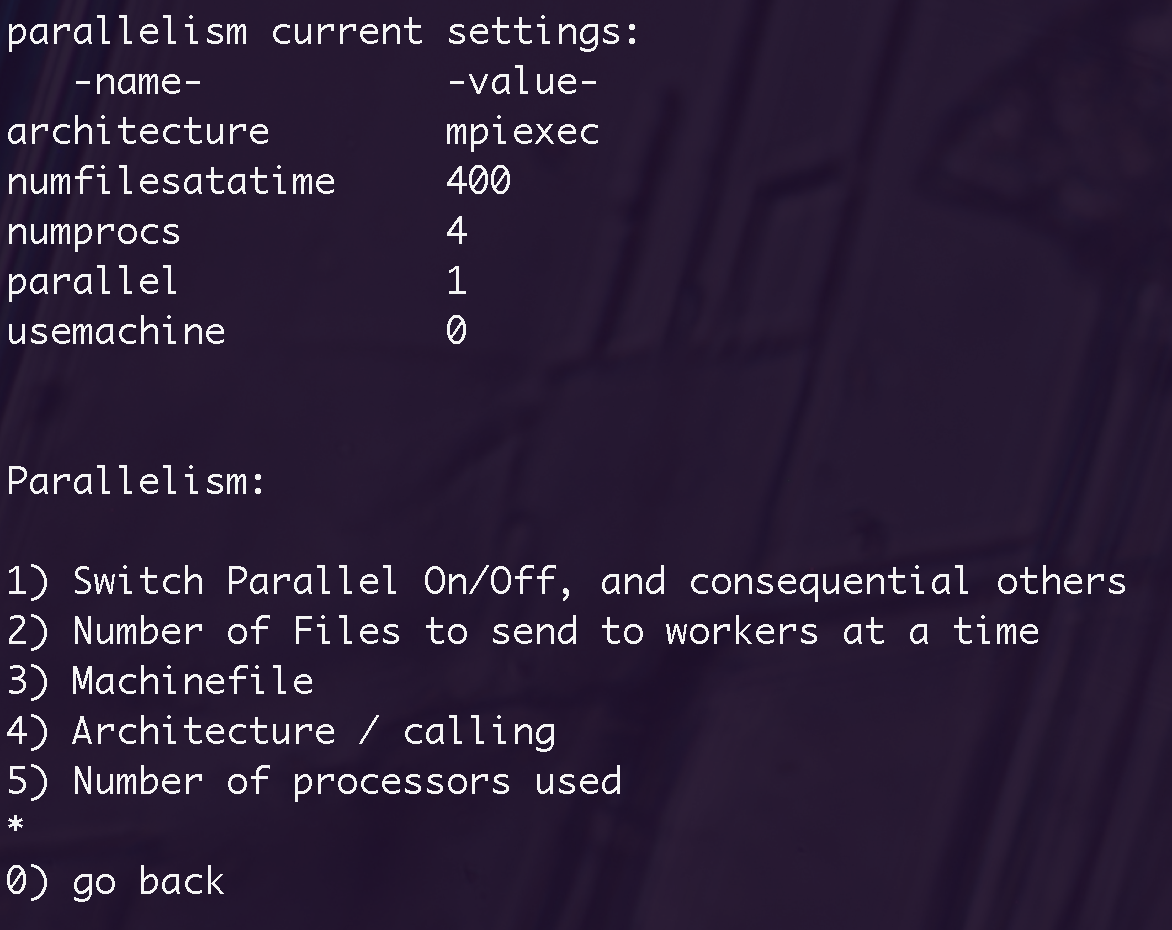 parallelism current settings:
-name- -value-
architecture mpiexec
numfilesatatime 400
numprocs 4
parallel 1
usemachine 0
Parallelism:
1) Switch Parallel On/Off, and consequential others
2) Number of Files to send to workers at a time
3) Machinefile
4) Architecture / calling
5) Number of processors used
*
0) go back